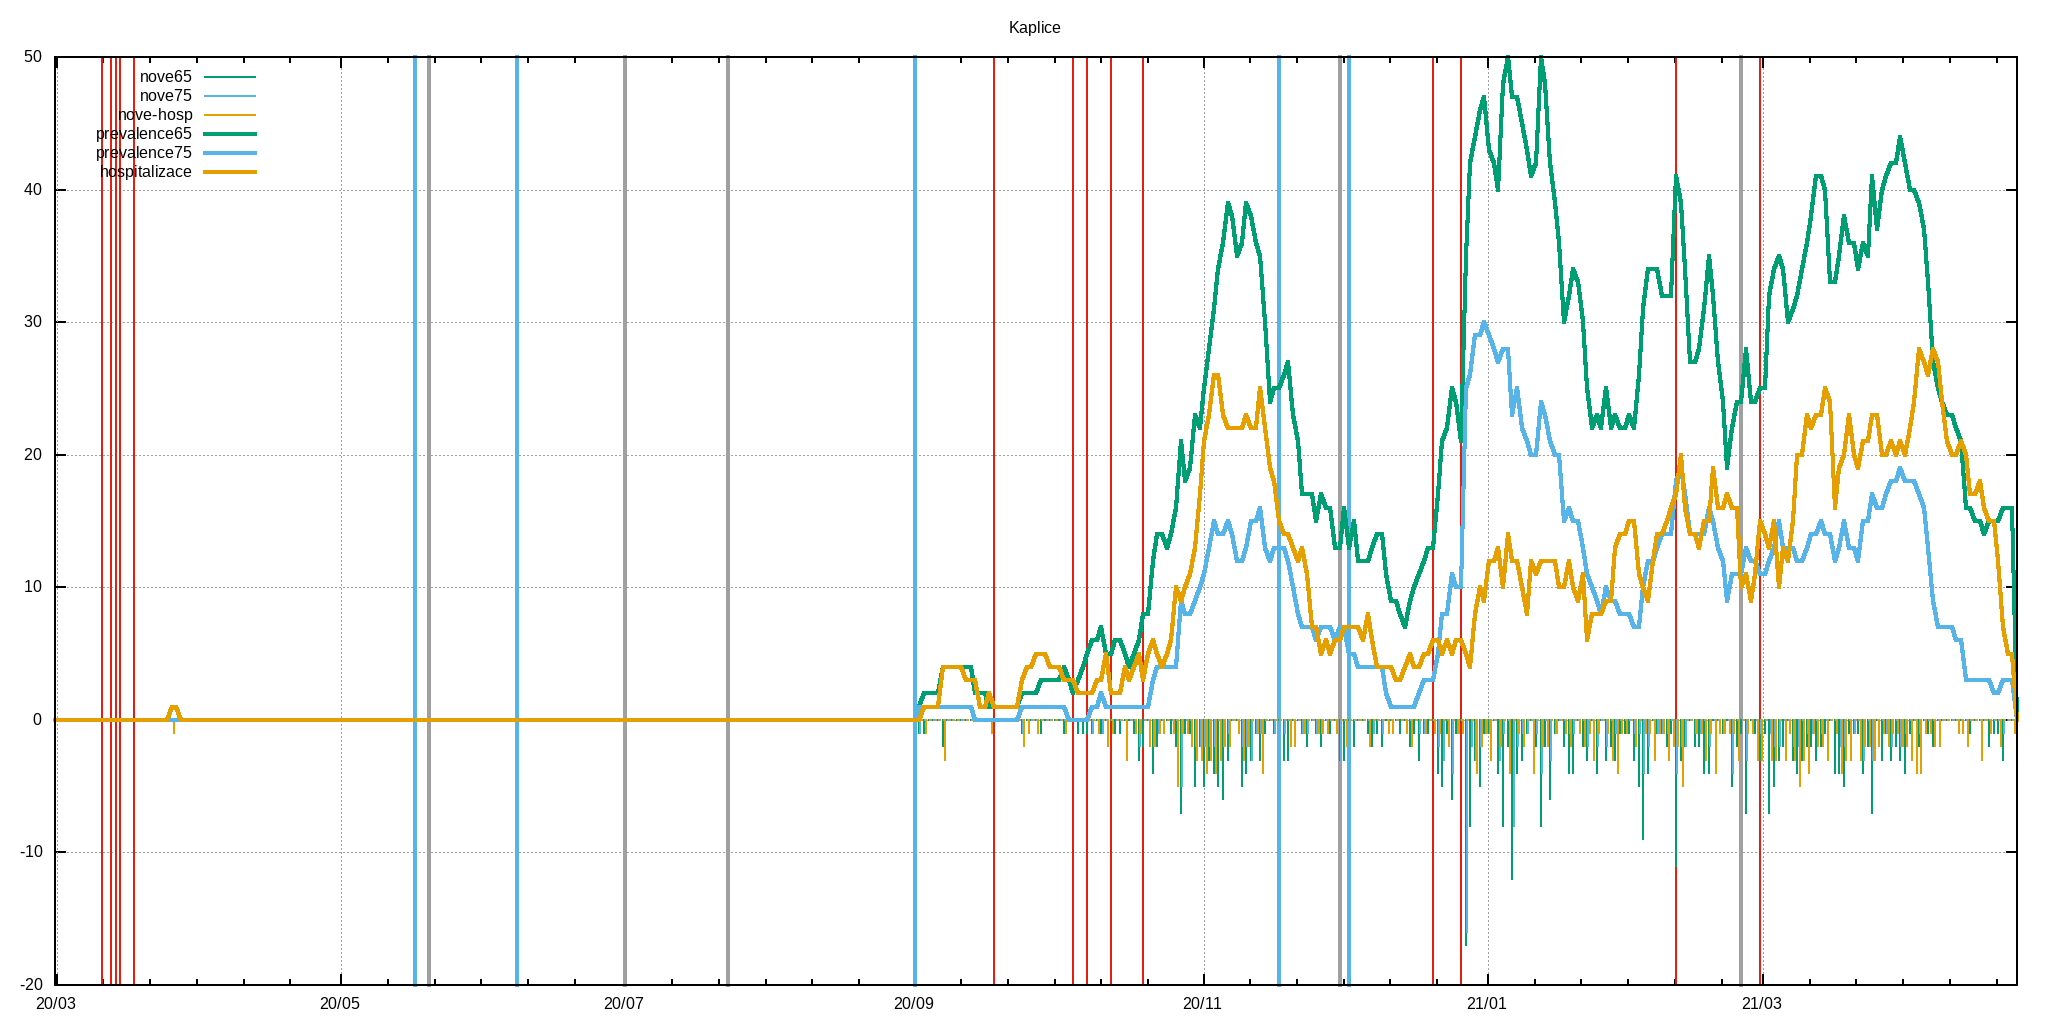 Kaplice
50
nove65
nove75
nove-hosp
prevalence65
prevalence75
hospitalizace
40
30
20
10
0
-10
-20
20/03 20/05 20/07 20/09 20/11 21/01 21/03